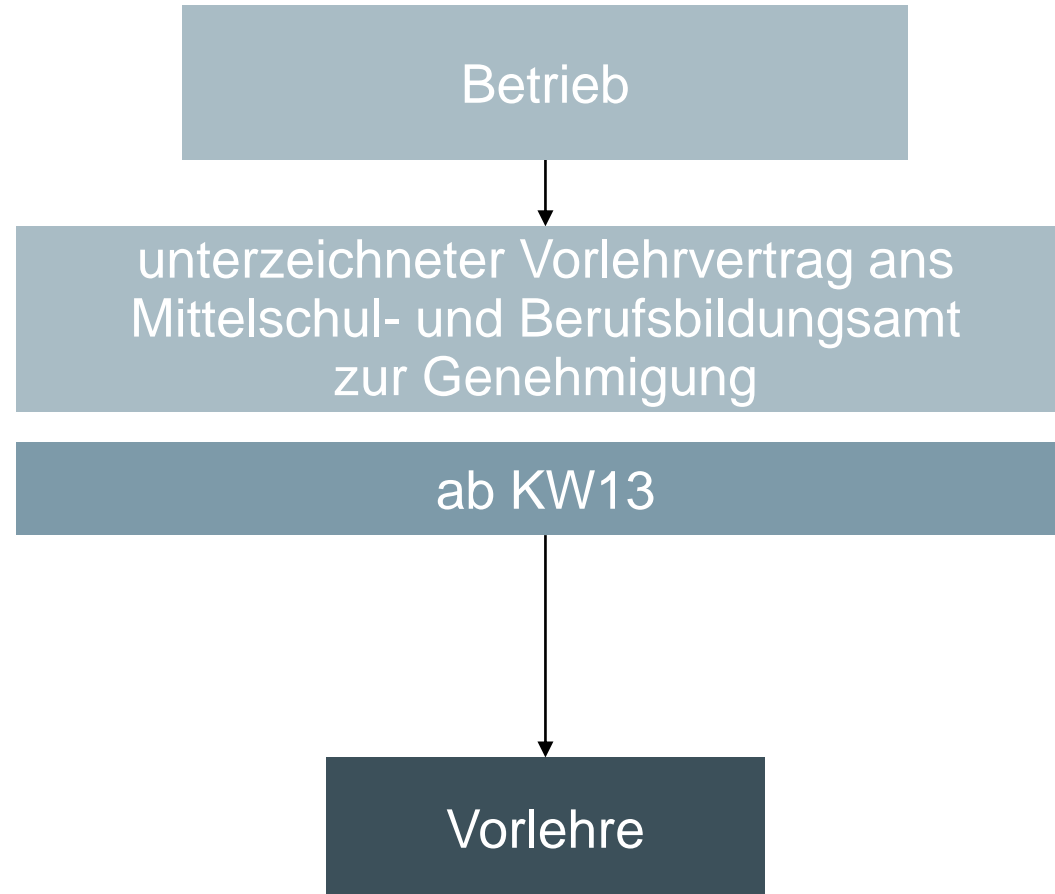 Betrieb
unterzeichneter Vorlehrvertrag ans
Mittelschul- und Berufsbildungsamt
zur Genehmigung
ab KW13
Vorlehre